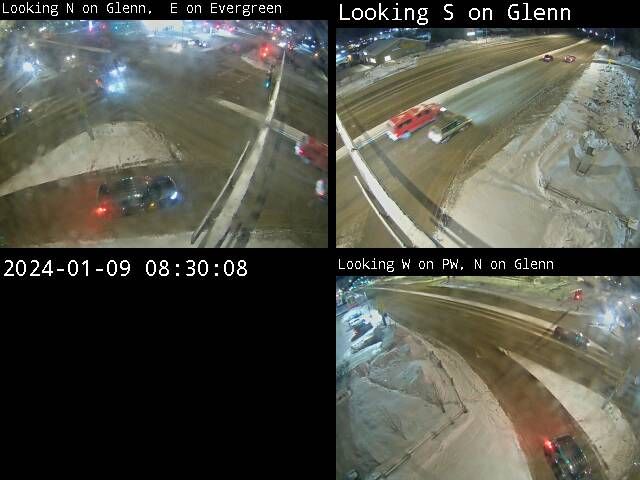 Looking N on Glenn,  E on Evergreen
Looking S on Glenn
2024-01-09 08:30:08
Looking W on PW, N on Glenn